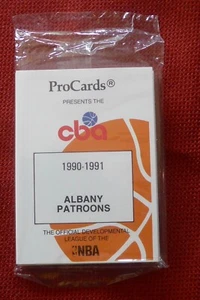 ProCards®
PRESENTS THE
cba
1990-1991
ALBANY
PATROONS
THE OFFICIAL DEVELOPMENTAL
LEAGUE OF THE
NBA